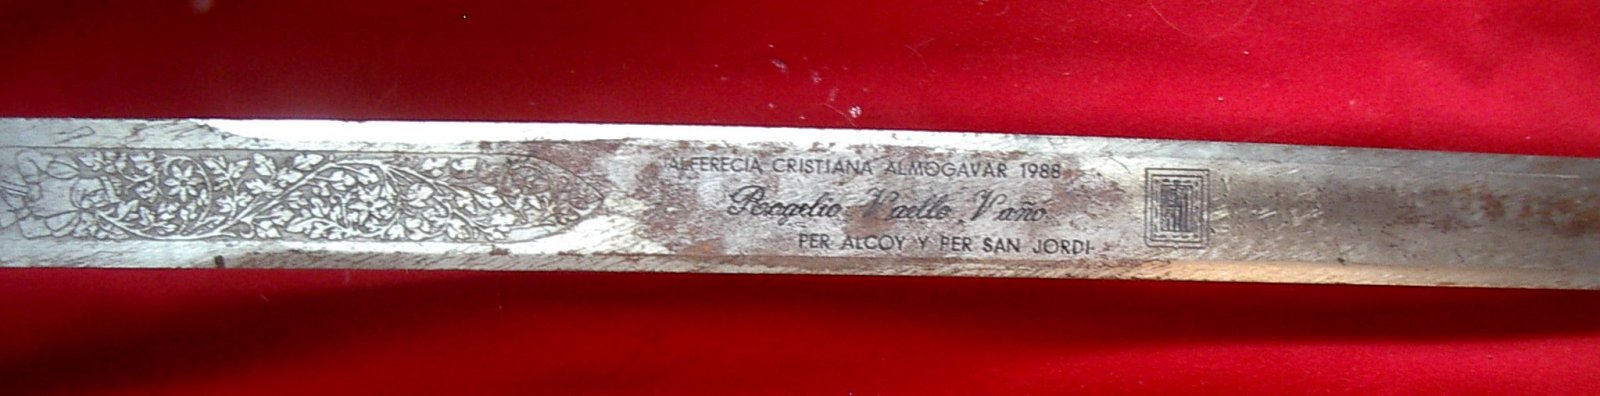 ALFERECIA CRISTIANA ALMOGAVAR 1988
Rogelio Vaello Vaño
PER ALCOY Y PER SAN JORDI